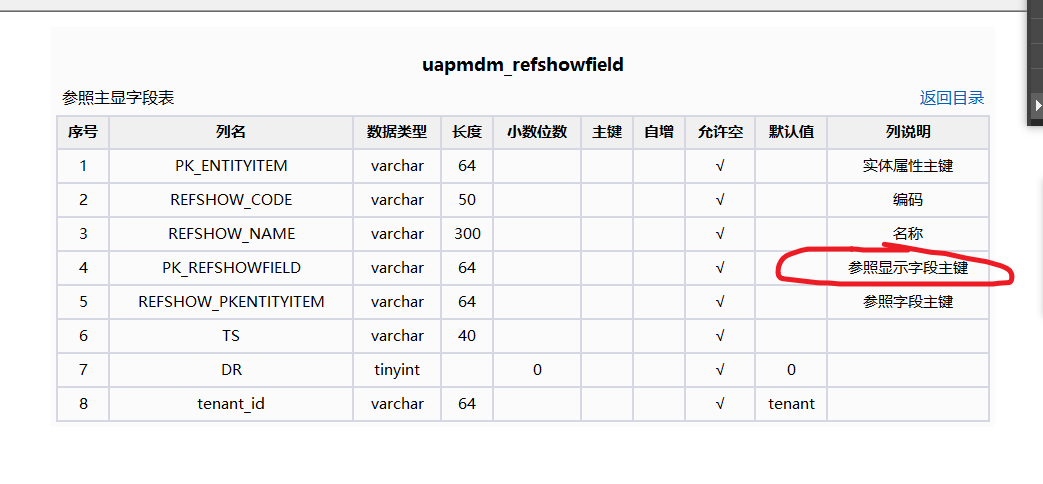 uapmdm_refshowfield
参照主显字段表 返回目录
序号 列名 数据类型 长度 小数位数 主键 自增 允许空 默认值 列说明
1 PK_ENTITYITEM varchar 64 √ 实体属性主键
2 REFSHOW_CODE varchar 50 √ 编码
3 REFSHOW_NAME varchar 300 √ 名称
4 PK_REFSHOWFIELD varchar 64 √ 参照显示字段主键
5 REFSHOW_PKENTITYITEM varchar 64 √ 参照字段主键
6 TS varchar 40 √
7 DR tinyint 0 √ 0
8 tenant_id varchar 64 √ tenant